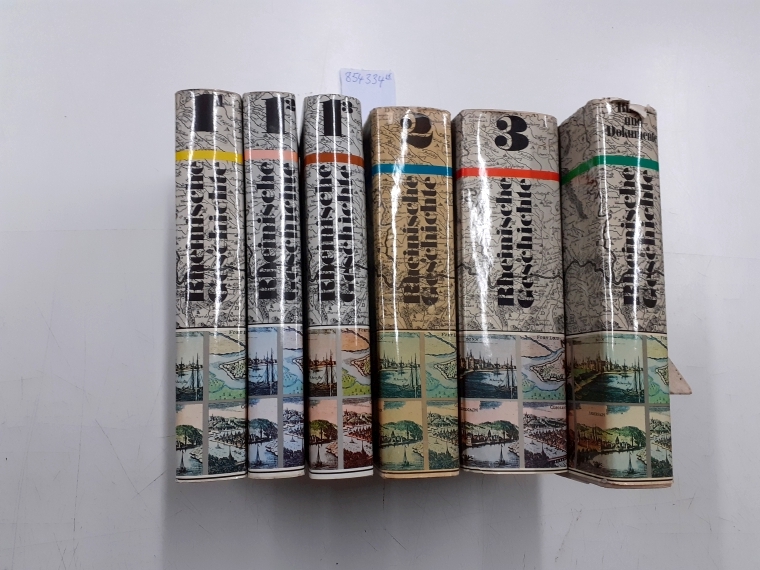 854334
1
Rheinische
Geschichte
1
Rheinische
Geschichte
1
Rheinische
Geschichte
2
Rheinische
Geschichte
3
Rheinische
Geschichte
und
Dokumente
Rheinische
Geschichte